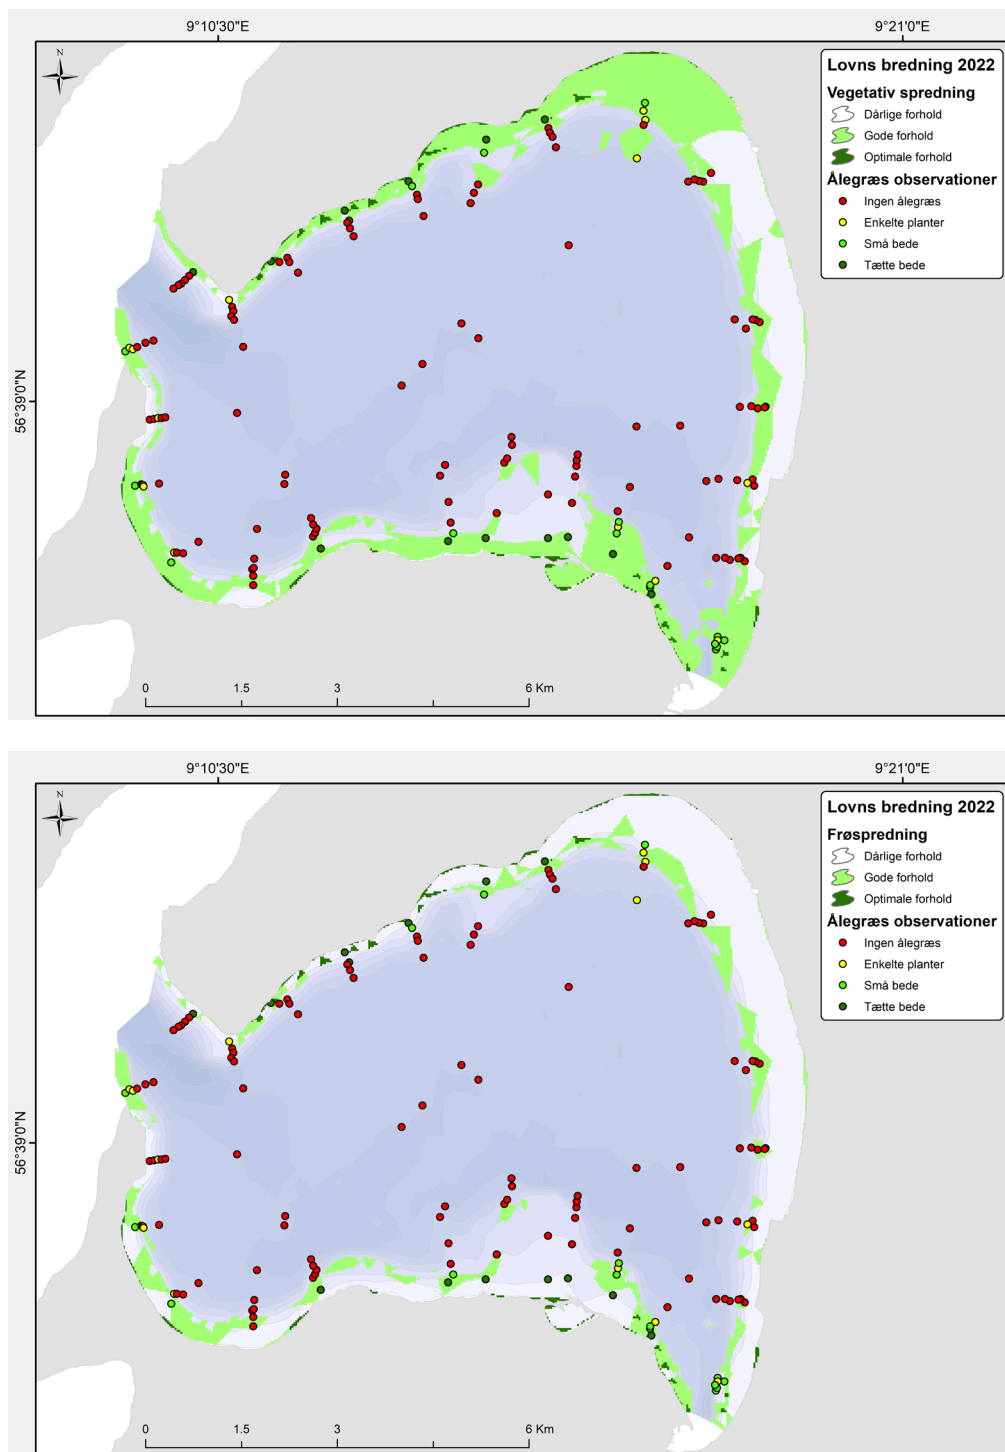 9°10'30"E
9°21'0"E
N
Lovns bredning 2022
Vegetativ spredning
Dårlige forhold
Gode forhold
Optimale forhold
Ålegræs observationer
Ingen ålegræs
Enkelte planter
Små bede
Tætte bede
56°39'0"N
0
1.5
3
6 Km
9°10'30"E
9°21'0"E
N
Lovns bredning 2022
Frøspredning
Dårlige forhold
Gode forhold
Optimale forhold
Ålegræs observationer
Ingen ålegræs
Enkelte planter
Små bede
Tætte bede
56°39'0"N
0
1.5
3
6 Km